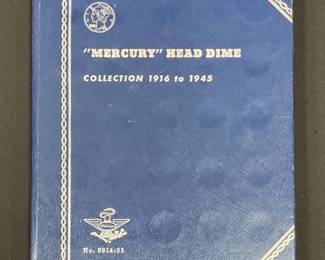 "MERCURY" HEAD DIME
COLLECTION 1916 to 1945
No. 9014:33